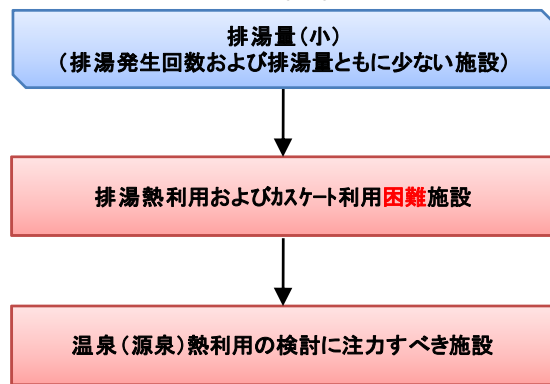 排湯量（小）
（排湯発生回数および排湯量ともに少ない施設）
排湯熱利用およびｶｽｹｰﾄ利用困難施設
温泉（源泉）熱利用の検討に注力すべき施設